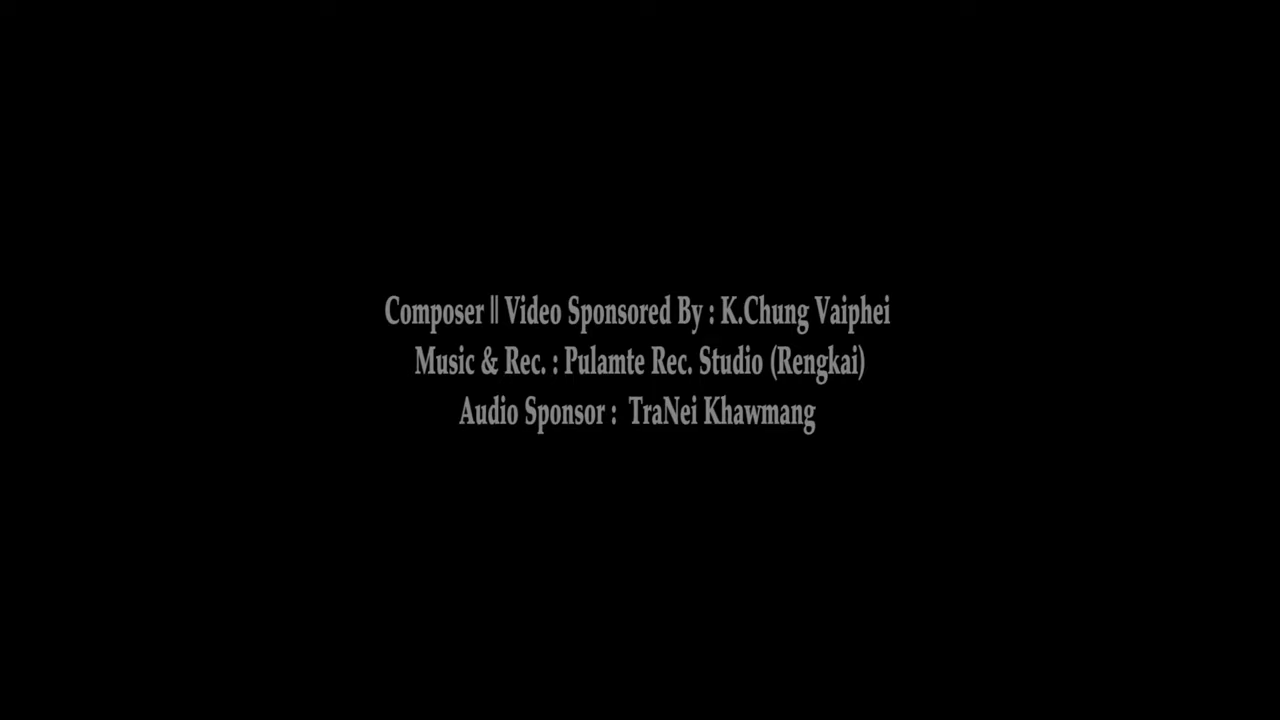 Composer || Video Sponsored By : K.Chung Vaiphei
Music & Rec. : Pulamte Rec. Studio (Rengkai)
Audio Sponsor :  TraNei Khawmang